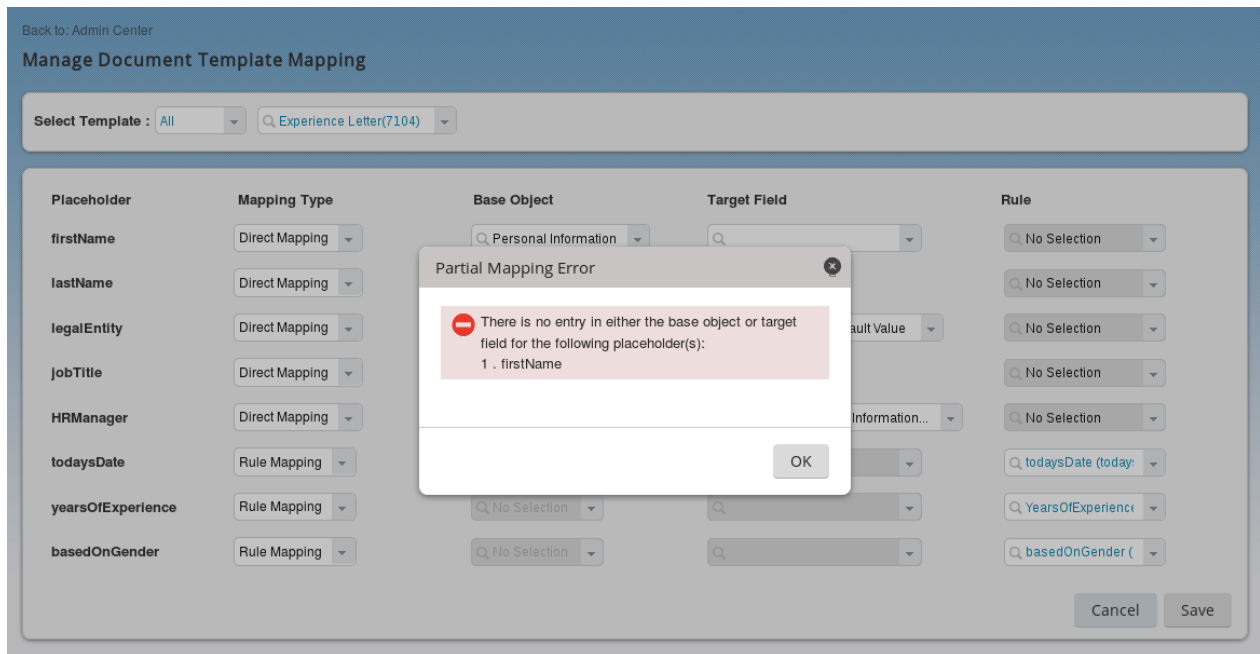 Back to: Admin Center
Manage Document Template Mapping
Select Template : All Experience Letter(7104)
Placeholder Mapping Type Base Object Target Field Rule
firstName Direct Mapping Personal Information No Selection
lastName Direct Mapping No Selection
legalEntity Direct Mapping ault Value No Selection
jobTitle Direct Mapping No Selection
HRManager Direct Mapping Information... No Selection
todaysDate Rule Mapping todaysDate (today
yearsOfExperience Rule Mapping No Selection YearsOfExperience
basedOnGender Rule Mapping No Selection basedOnGender (
Partial Mapping Error
There is no entry in either the base object or target
field for the following placeholder(s):
1 . firstName
OK
Cancel Save